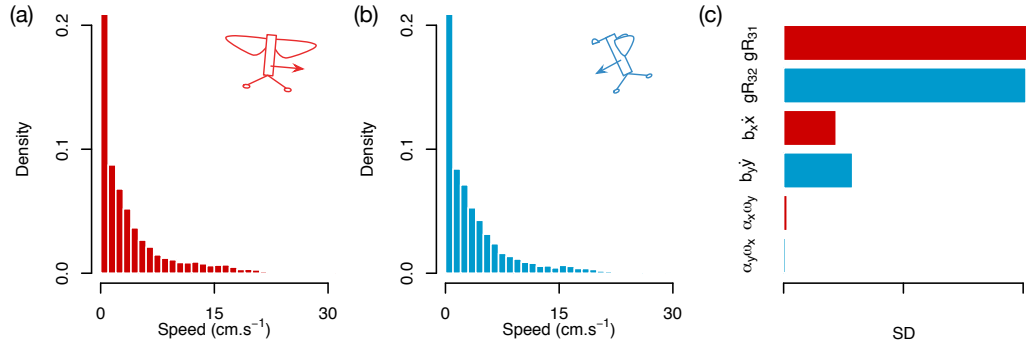 (a)
0.2
0.1
0.0
Density
0
15
30
Speed (cm.s⁻¹)
(b)
0.2
0.1
0.0
Density
0
15
30
Speed (cm.s⁻¹)
(c)
gR₃₁
gR₃₂
bₓẋ
b_yẏ
αₓω_y
α_yωₓ
SD